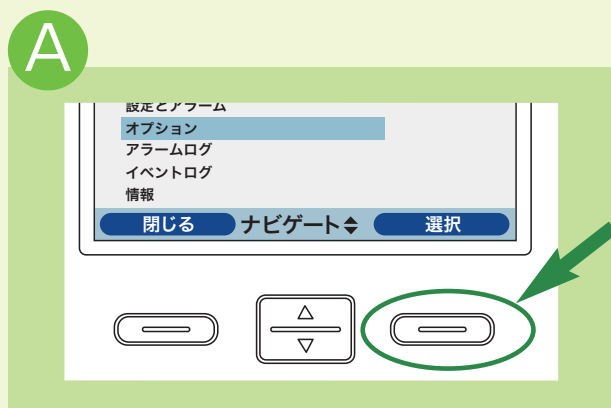 A
設定とアラーム
オプション
アラームログ
イベントログ
情報
閉じる ナビゲート 選択